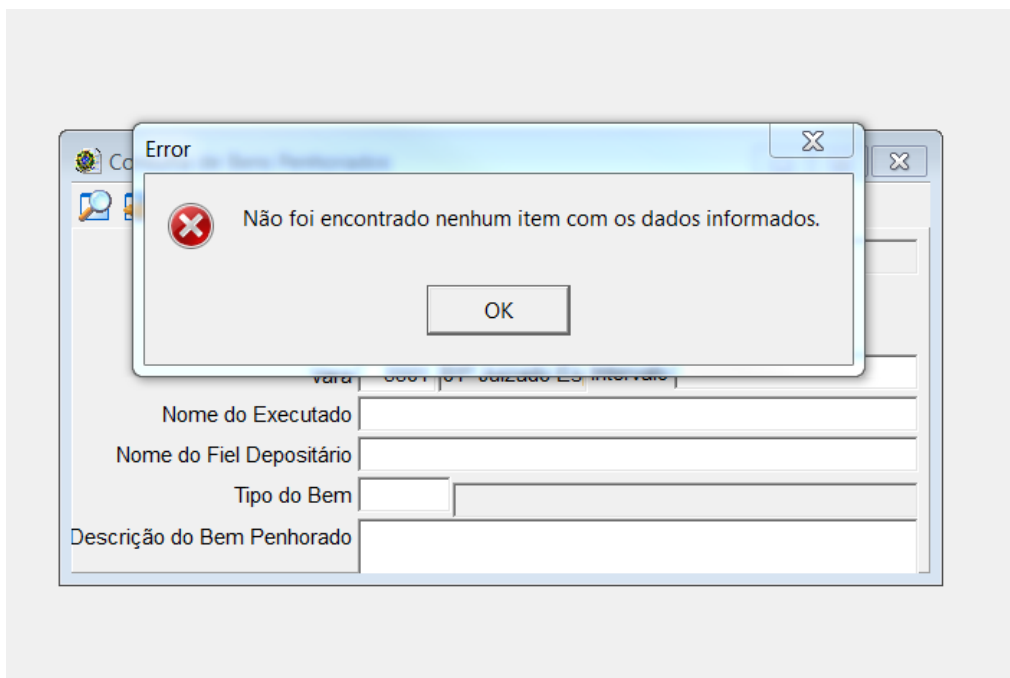 Error
Não foi encontrado nenhum item com os dados informados.
OK
Vara
Nome do Executado
Nome do Fiel Depositário
Tipo do Bem
Descrição do Bem Penhorado